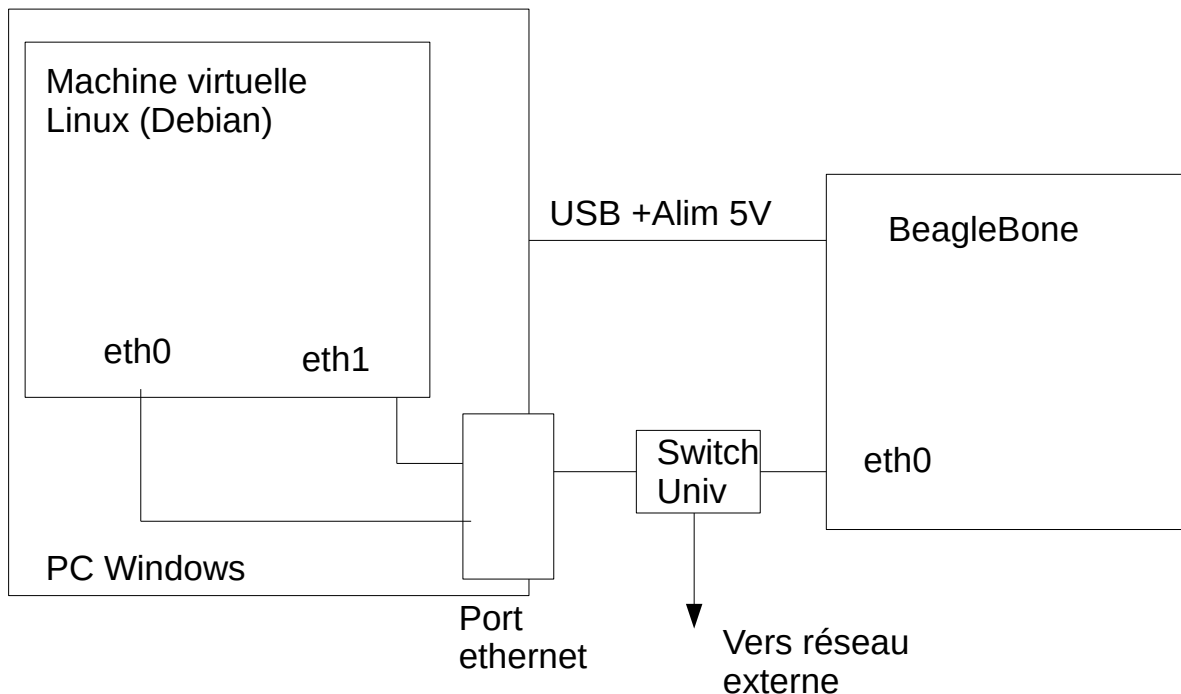 Machine virtuelle
Linux (Debian)
USB +Alim 5V
BeagleBone
eth0
eth1
Switch
Univ
eth0
PC Windows
Port
ethernet
Vers réseau
externe